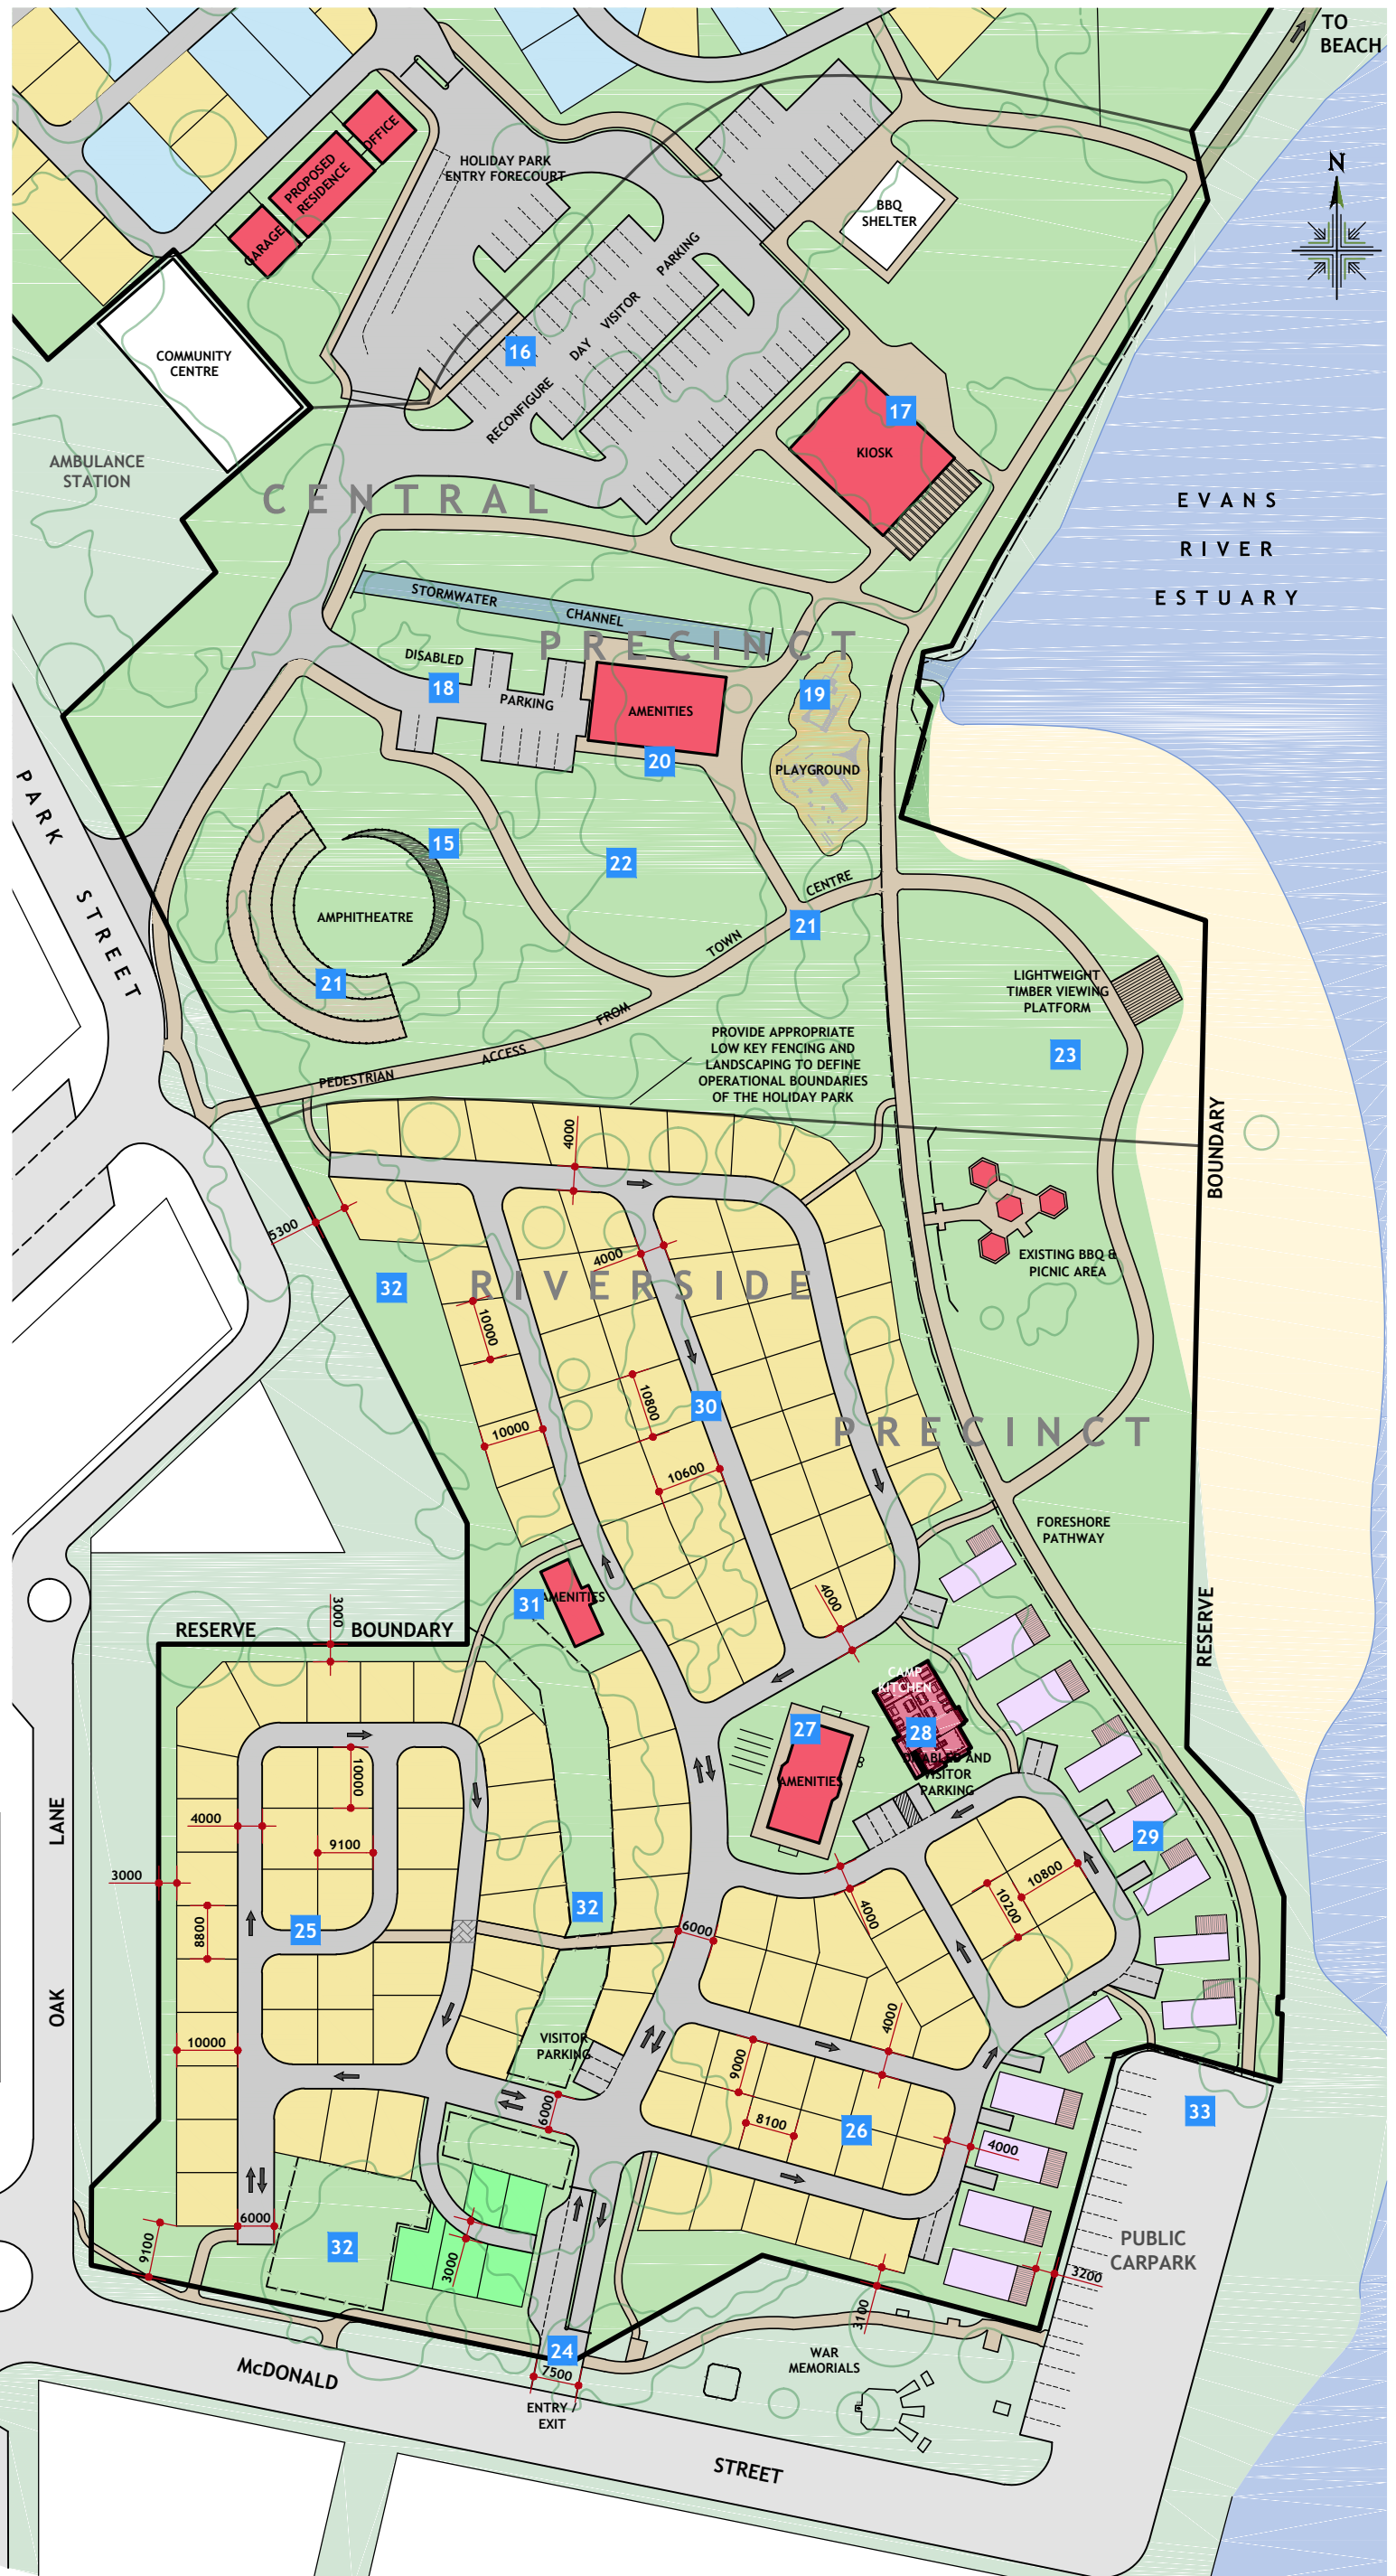 TO
BEACH
N
OFFICE
PROPOSED
RESIDENCE
GARAGE
HOLIDAY PARK
ENTRY FORECOURT
BBQ
SHELTER
COMMUNITY
CENTRE
RECONFIGURE DAY VISITOR PARKING
16
17
KIOSK
AMBULANCE
STATION
CENTRAL
EVANS
RIVER
ESTUARY
STORMWATER CHANNEL
PRECINCT
DISABLED
18
PARKING
AMENITIES
19
20
PLAYGROUND
PARK STREET
15
22
AMPHITHEATRE
21
21
PEDESTRIAN ACCESS FROM TOWN CENTRE
LIGHTWEIGHT
TIMBER VIEWING
PLATFORM
23
PROVIDE APPROPRIATE
LOW KEY FENCING AND
LANDSCAPING TO DEFINE
OPERATIONAL BOUNDARIES
OF THE HOLIDAY PARK
RESERVE BOUNDARY
4000
5300
4000
EXISTING BBQ &
PICNIC AREA
32
RIVERSIDE
10000
10800
30
10000
10600
PRECINCT
FORESHORE
PATHWAY
4000
31
AMENITIES
3000
RESERVE BOUNDARY
CAMP
KITCHEN
27
28
AMENITIES
DISABLED AND
VISITOR
PARKING
8
29
10000
4000
9100
3000
8800
25
32
6000
4000
10200
10800
OAK LANE
10000
VISITOR
PARKING
6000
9000
4000
8100
26
4000
33
6000
9100
32
3000
PUBLIC
CARPARK
3200
3100
24
7500
ENTRY /
EXIT
WAR
MEMORIALS
McDONALD STREET